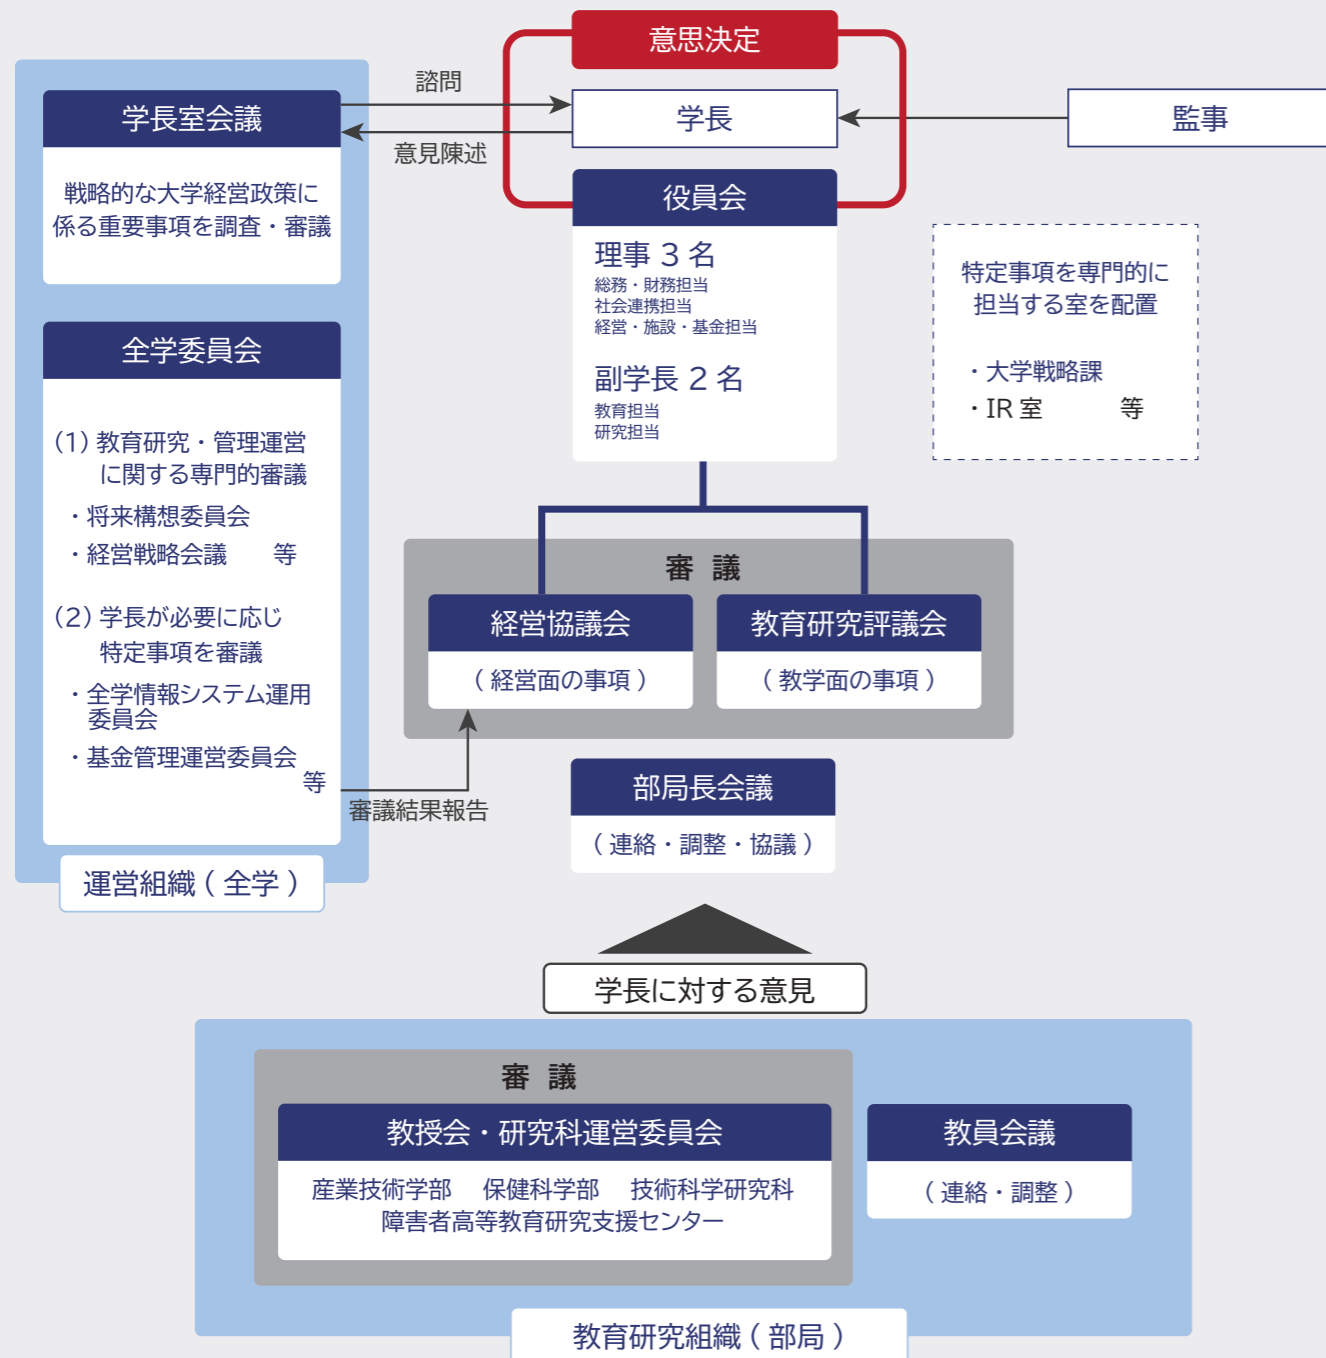 意思決定
学長室会議
諮問
学長
監事
意見陳述
戦略的な大学経営政策に
係る重要事項を調査・審議
役員会
理事 3 名
総務・財務担当
社会連携担当
経営・施設・基金担当
副学長 2 名
教育担当
研究担当
特定事項を専門的に
担当する室を配置
・大学戦略課
・IR 室 等
全学委員会
(1) 教育研究・管理運営
に関する専門的審議
・将来構想委員会
・経営戦略会議 等
(2) 学長が必要に応じ
特定事項を審議
・全学情報システム運用
委員会
・基金管理運営委員会
等
審議結果報告
運営組織 ( 全学 )
審 議
経営協議会
( 経営面の事項 )
教育研究評議会
( 教学面の事項 )
部局長会議
( 連絡・調整・協議 )
学長に対する意見
審 議
教授会・研究科運営委員会
産業技術学部 保健科学部 技術科学研究科
障害者高等教育研究支援センター
教員会議
( 連絡・調整 )
教育研究組織 ( 部局 )